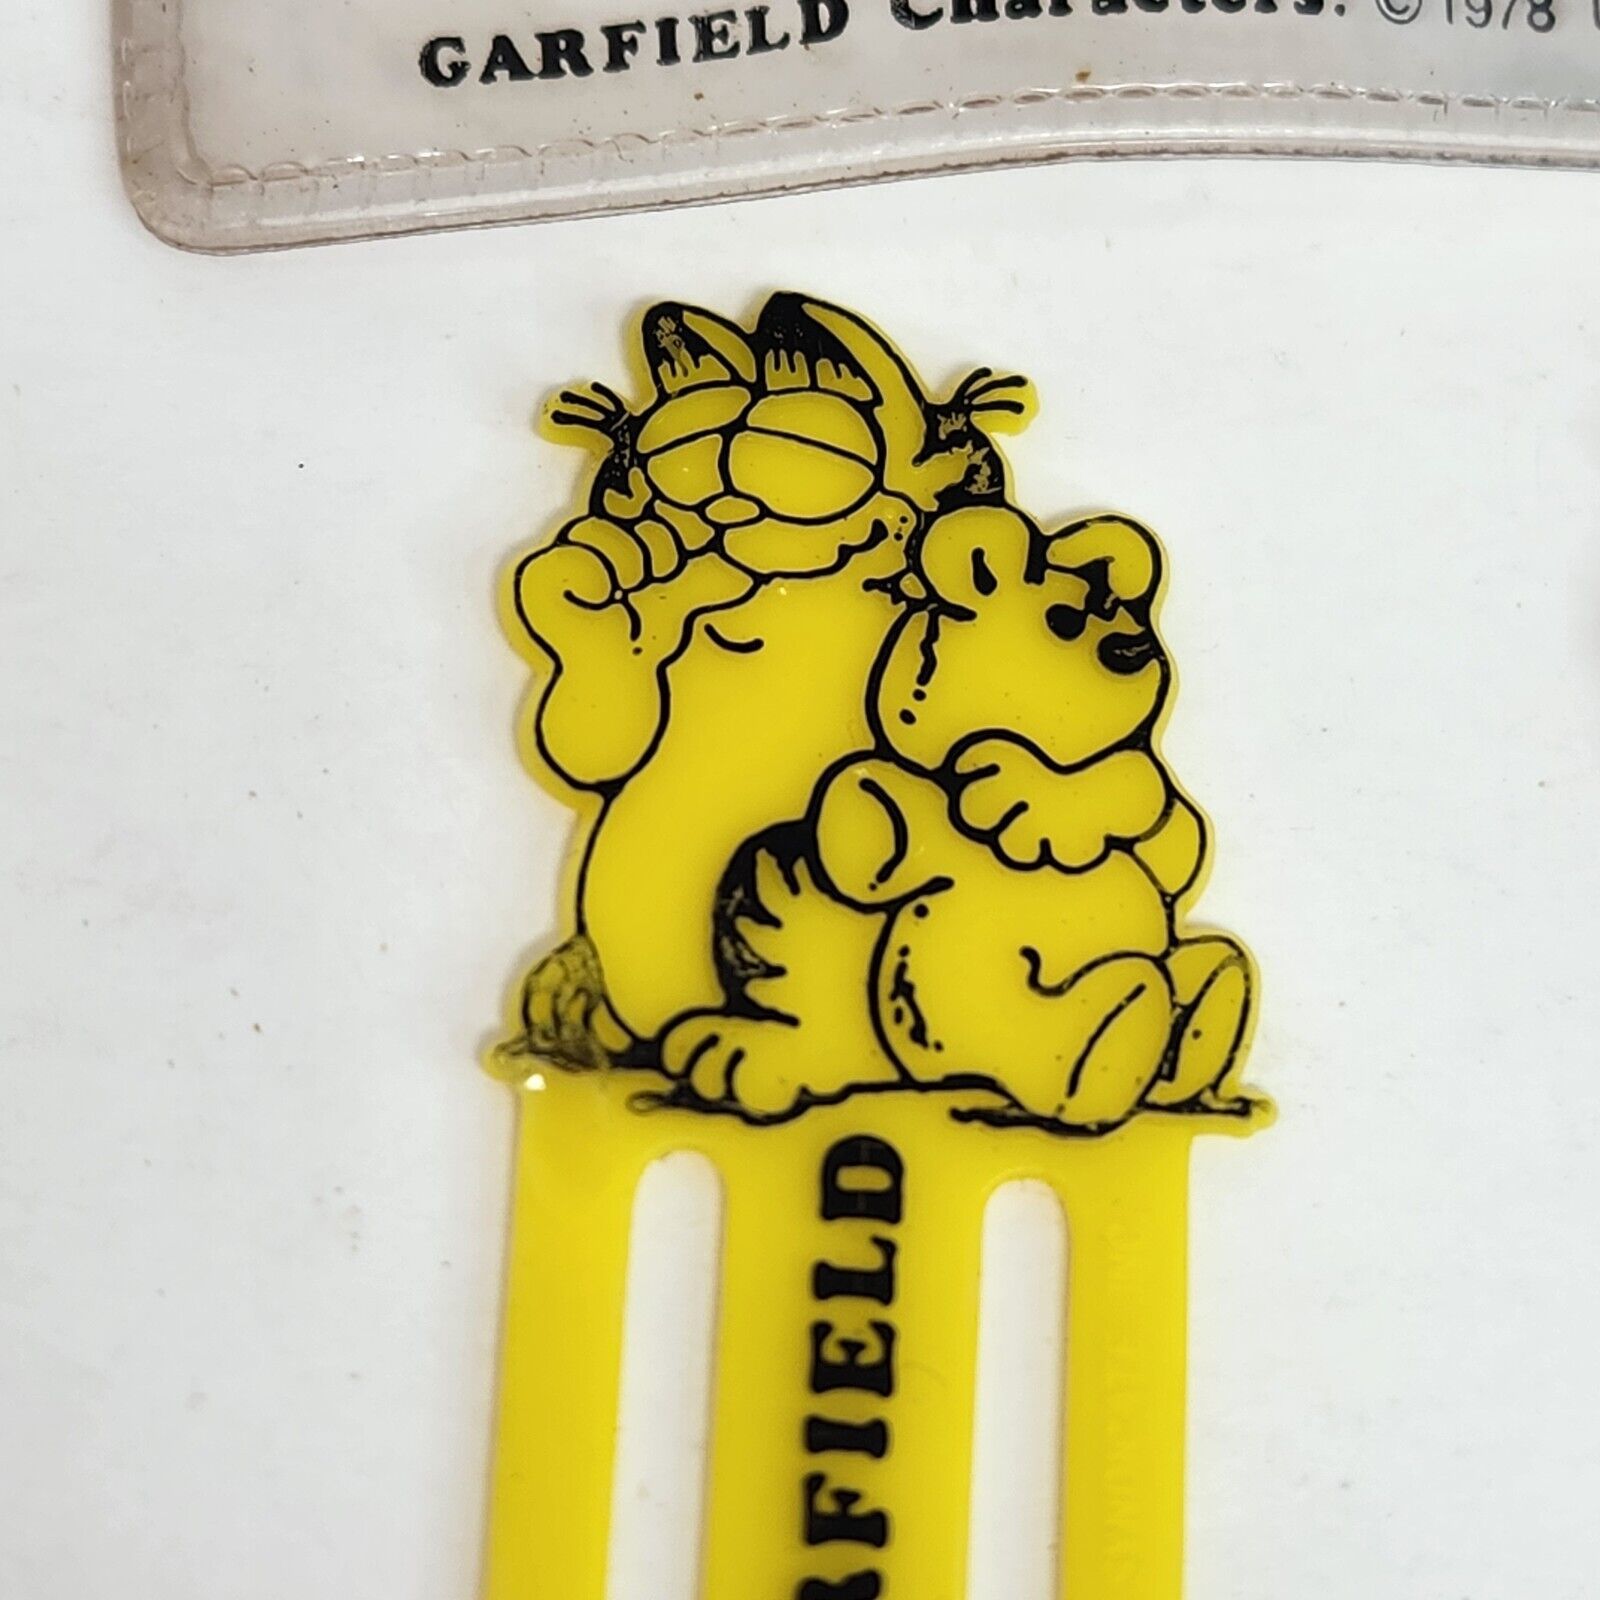 GARFIELD Characters. © 1978
RFIELD